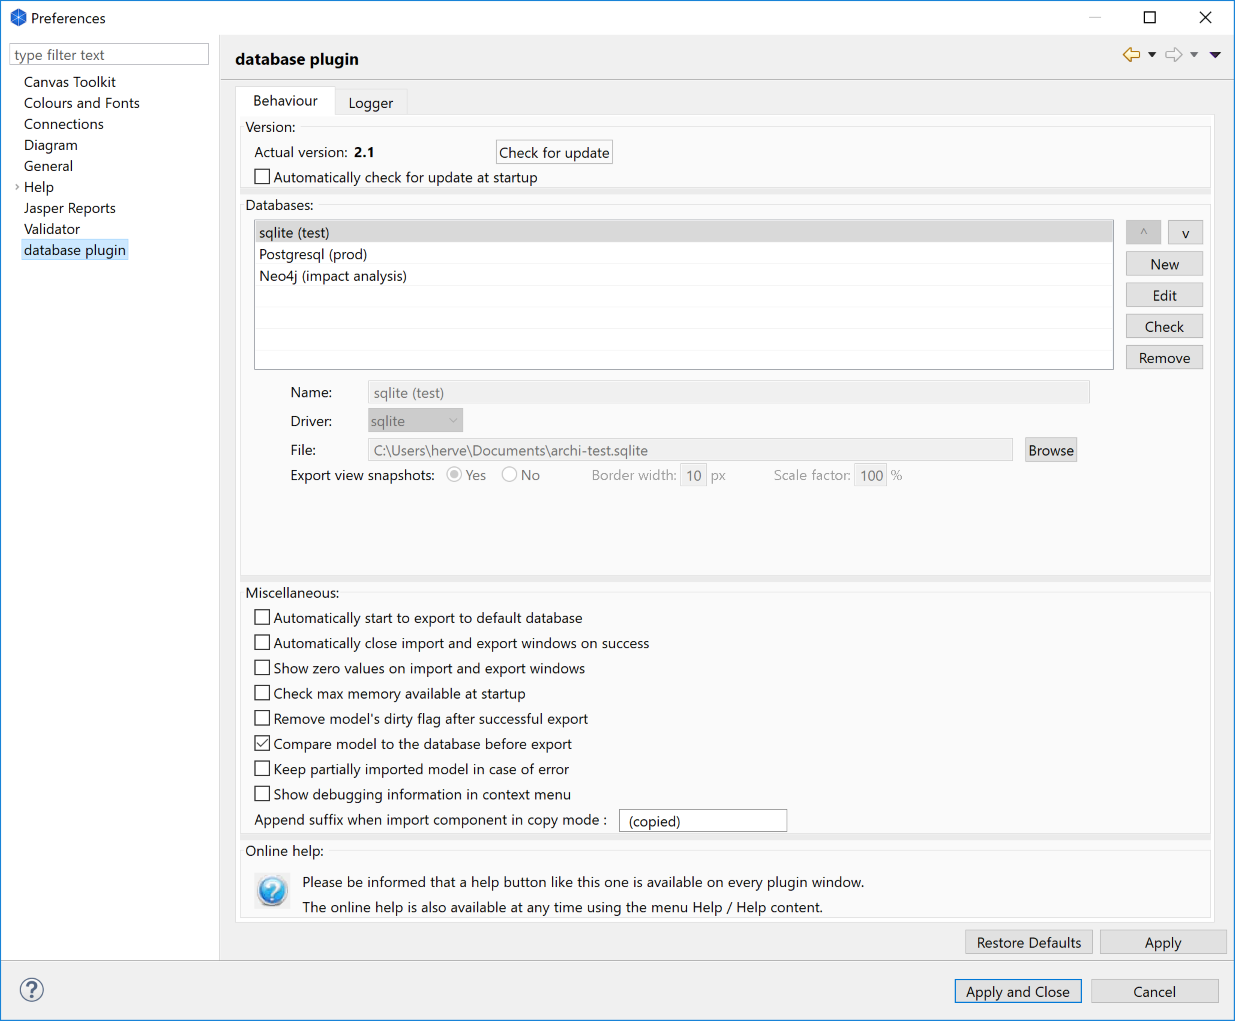 Preferences
type filter text
Canvas Toolkit
Colours and Fonts
Connections
Diagram
General
Help
Jasper Reports
Validator
database plugin
database plugin
Behaviour Logger
Version:
Actual version: 2.1 Check for update
Automatically check for update at startup
Databases:
sqlite (test)
Postgresql (prod)
Neo4j (impact analysis)
^ v
New
Edit
Check
Remove
Name: sqlite (test)
Driver: sqlite
File: C:\Users\herve\Documents\archi-test.sqlite Browse
Export view snapshots: Yes No Border width: 10 px Scale factor: 100 %
Miscellaneous:
Automatically start to export to default database
Automatically close import and export windows on success
Show zero values on import and export windows
Check max memory available at startup
Remove model's dirty flag after successful export
Compare model to the database before export
Keep partially imported model in case of error
Show debugging information in context menu
Append suffix when import component in copy mode : (copied)
Online help:
Please be informed that a help button like this one is available on every plugin window.
The online help is also available at any time using the menu Help / Help content.
Restore Defaults Apply
Apply and Close Cancel